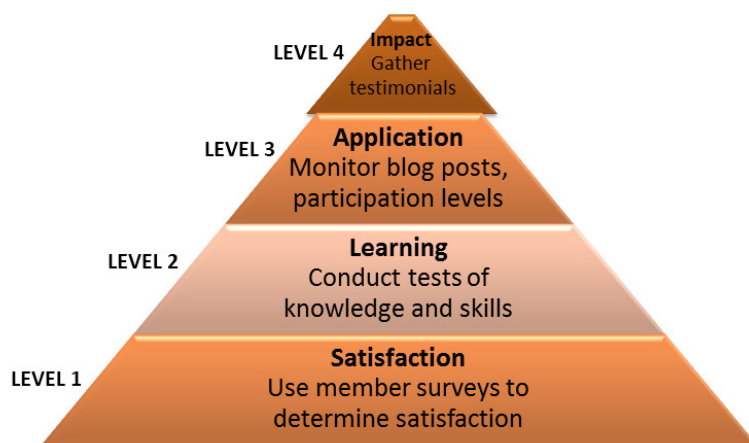 LEVEL 4
Impact
Gather
testimonials
LEVEL 3
Application
Monitor blog posts,
participation levels
LEVEL 2
Learning
Conduct tests of
knowledge and skills
LEVEL 1
Satisfaction
Use member surveys to
determine satisfaction